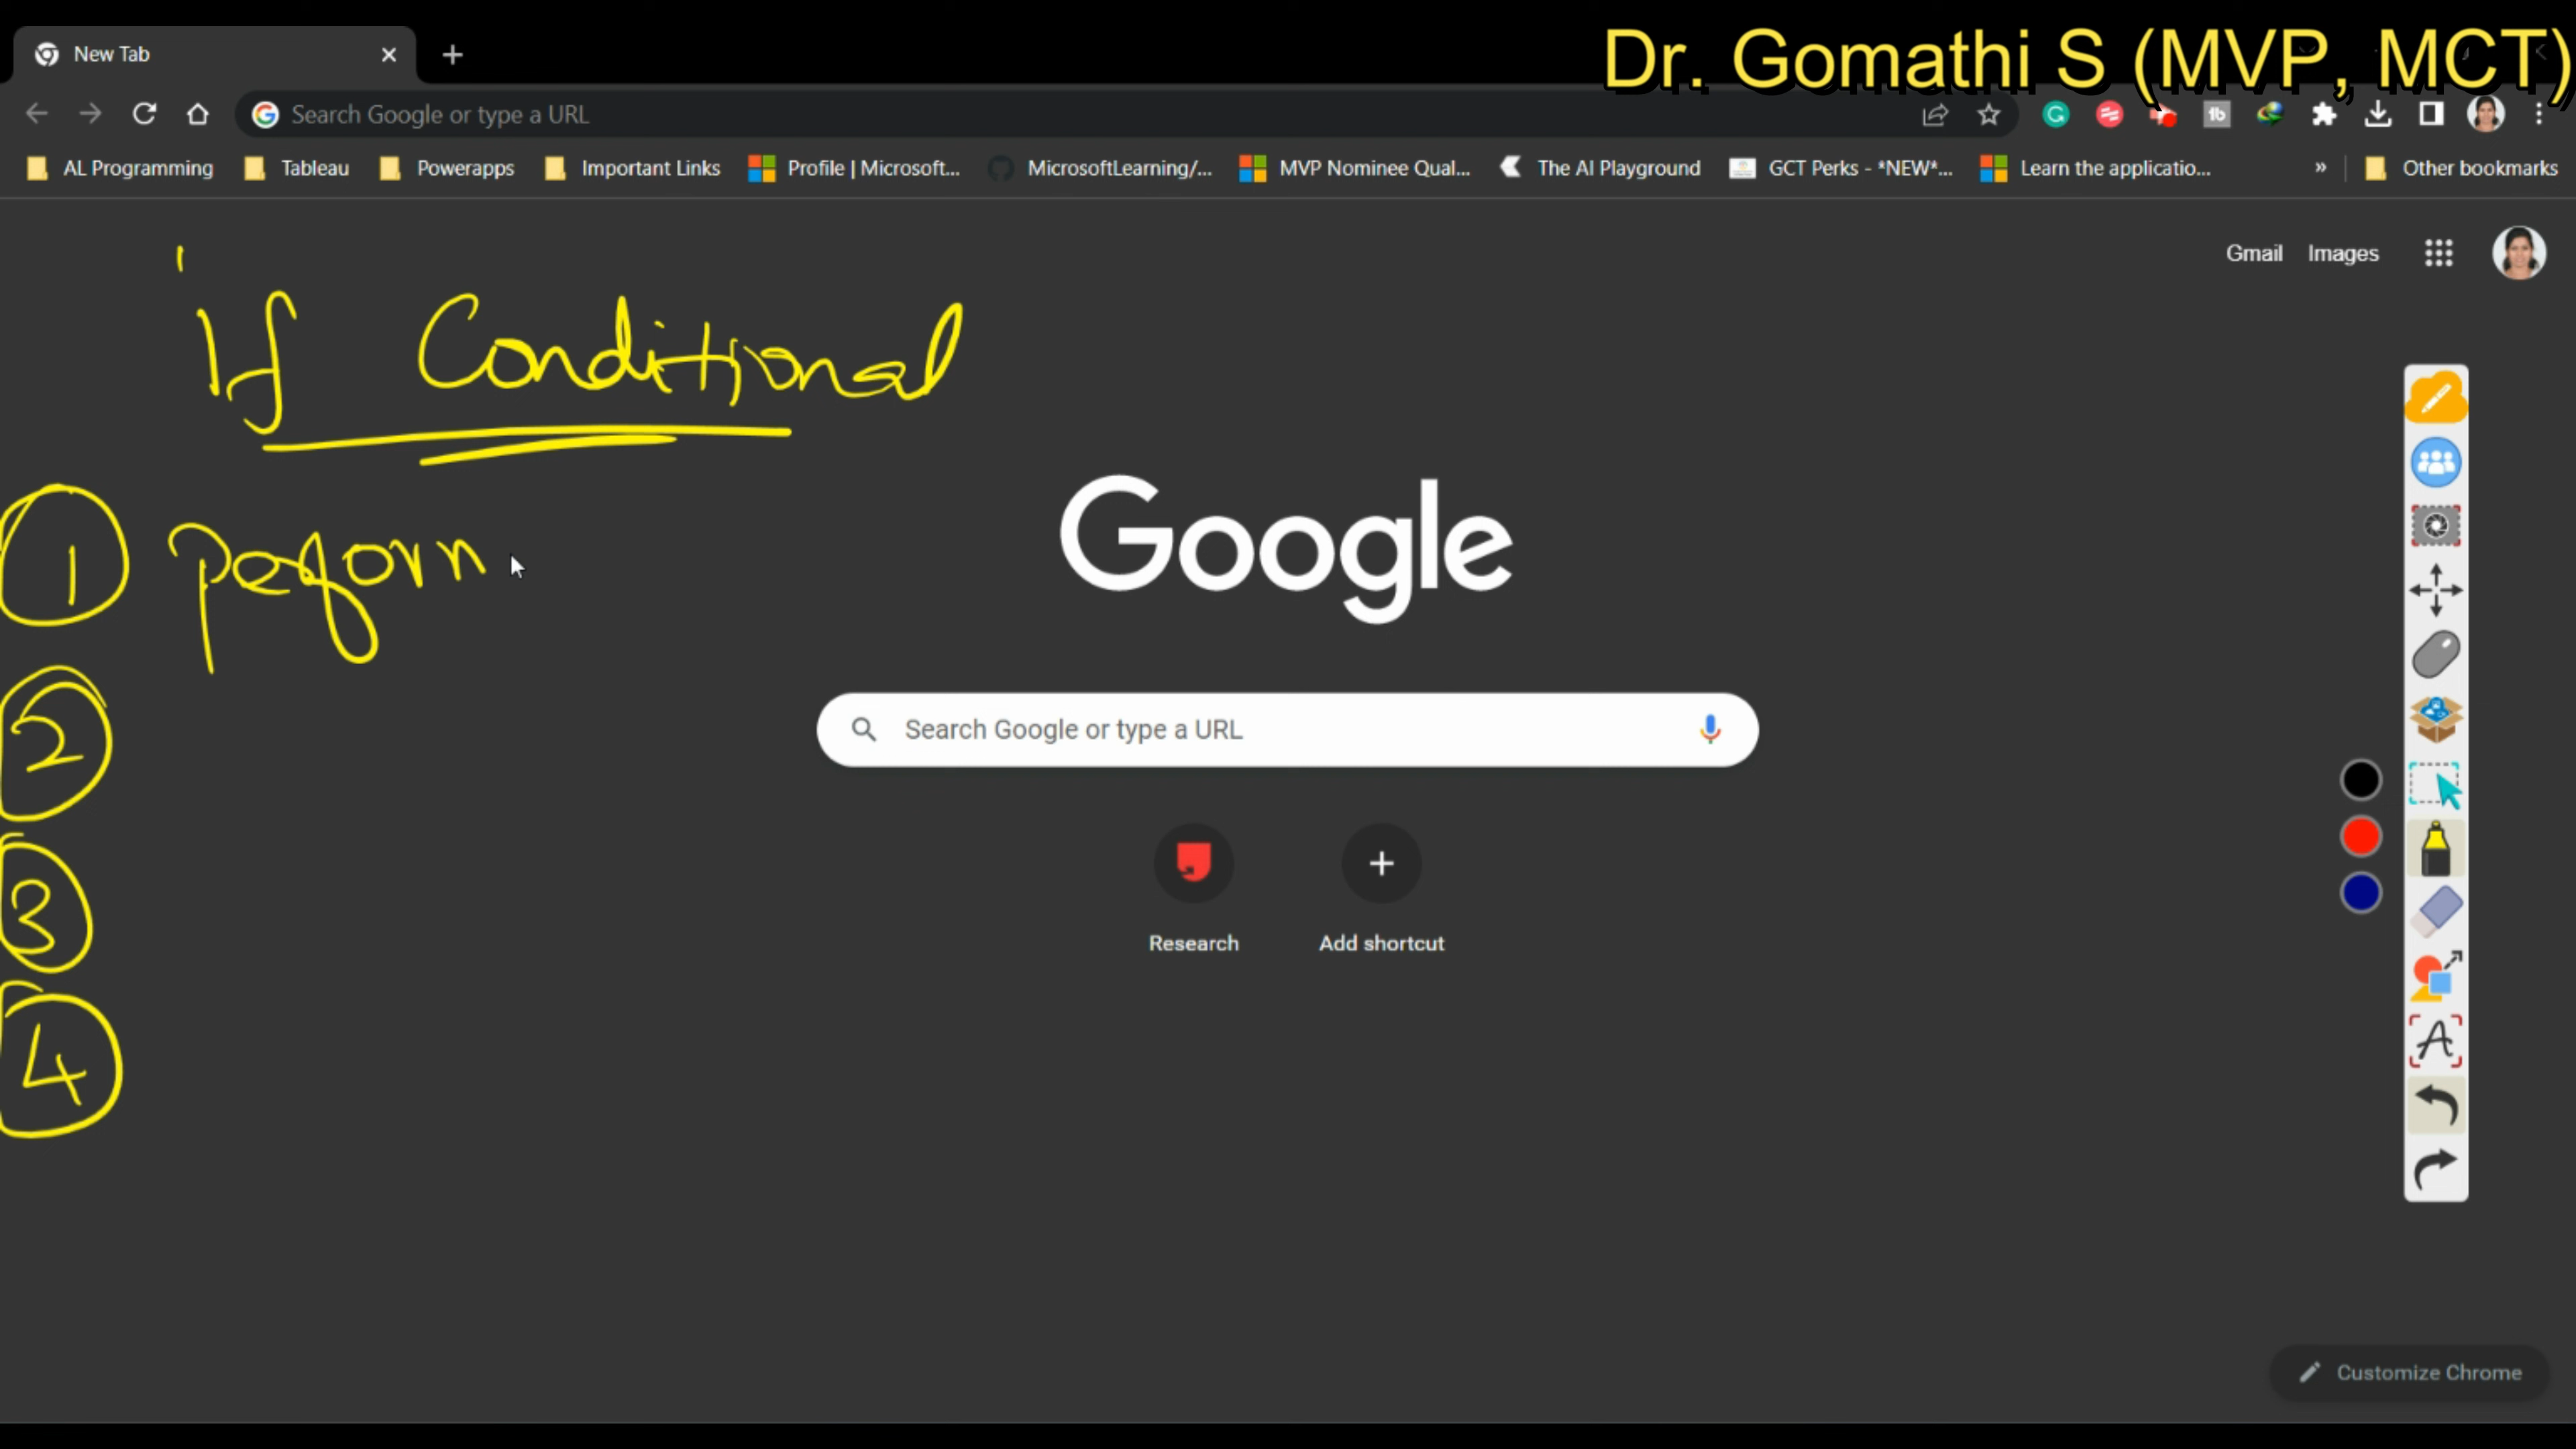 New Tab
Dr. Gomathi S (MVP, MCT)
Search Google or type a URL
AL Programming Tableau Powerapps Important Links Profile | Microsoft... MicrosoftLearning/... MVP Nominee Qual... The AI Playground GCT Perks - *NEW*... Learn the applicatio... » Other bookmarks
Gmail Images
If Conditional
Google
1 peform
2
Search Google or type a URL
3
Research Add shortcut
4
Customize Chrome